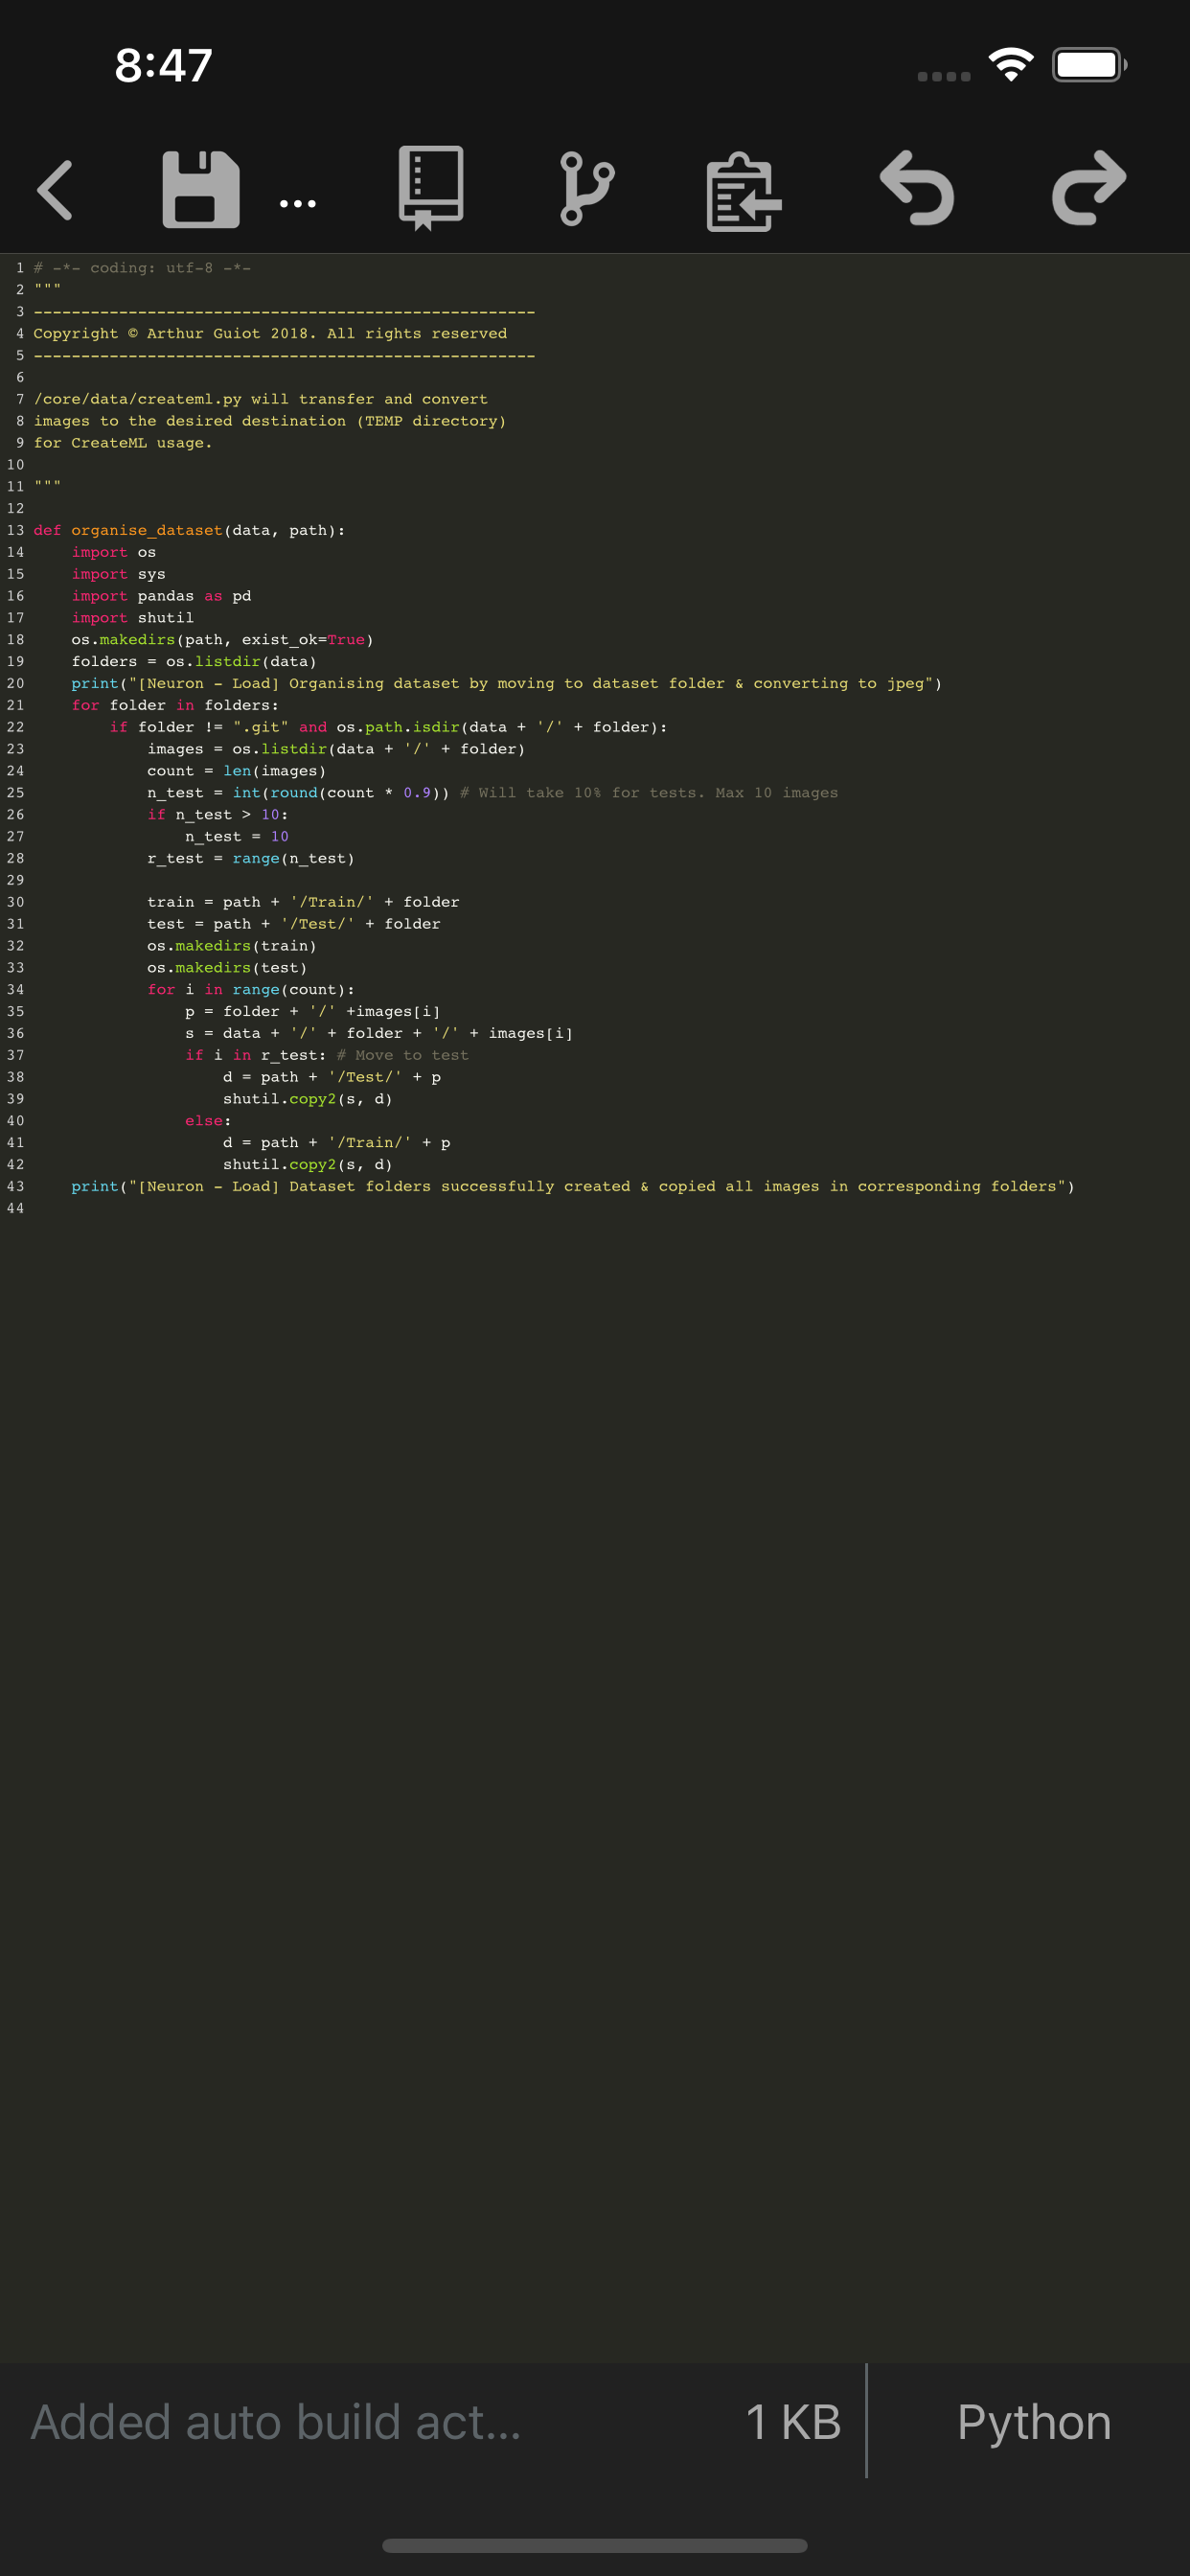 8:47
...
1 # -*- coding: utf-8 -*-
2 """
3 -----------------------------------------------------
4 Copyright © Arthur Guiot 2018. All rights reserved
5 -----------------------------------------------------
6
7 /core/data/createml.py will transfer and convert
8 images to the desired destination (TEMP directory)
9 for CreateML usage.
10
11 """
12
13 def organise_dataset(data, path):
14     import os
15     import sys
16     import pandas as pd
17     import shutil
18     os.makedirs(path, exist_ok=True)
19     folders = os.listdir(data)
20     print("[Neuron - Load] Organising dataset by moving to dataset folder & converting to jpeg")
21     for folder in folders:
22         if folder != ".git" and os.path.isdir(data + '/' + folder):
23             images = os.listdir(data + '/' + folder)
24             count = len(images)
25             n_test = int(round(count * 0.9)) # Will take 10% for tests. Max 10 images
26             if n_test > 10:
27                 n_test = 10
28             r_test = range(n_test)
29
30             train = path + '/Train/' + folder
31             test = path + '/Test/' + folder
32             os.makedirs(train)
33             os.makedirs(test)
34             for i in range(count):
35                 p = folder + '/' +images[i]
36                 s = data + '/' + folder + '/' + images[i]
37                 if i in r_test: # Move to test
38                     d = path + '/Test/' + p
39                     shutil.copy2(s, d)
40                 else:
41                     d = path + '/Train/' + p
42                     shutil.copy2(s, d)
43     print("[Neuron - Load] Dataset folders successfully created & copied all images in corresponding folders")
44
Added auto build act... 1 KB Python